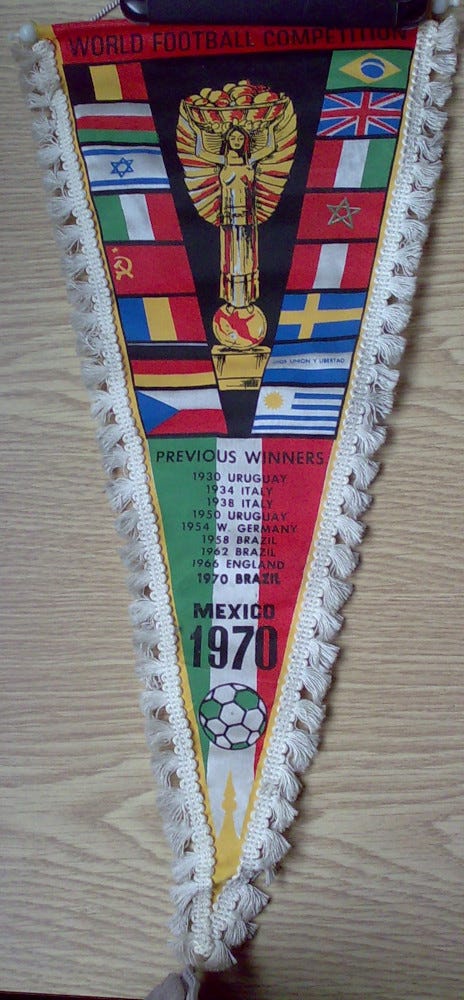 WORLD FOOTBALL COMPETITION
DIOS UNION Y LIBERTAD
PREVIOUS WINNERS
1930 URUGUAY
1934 ITALY
1938 ITALY
1950 URUGUAY
1954 W. GERMANY
1958 BRAZIL
1962 BRAZIL
1966 ENGLAND
1970 BRAZIL
MEXICO
1970